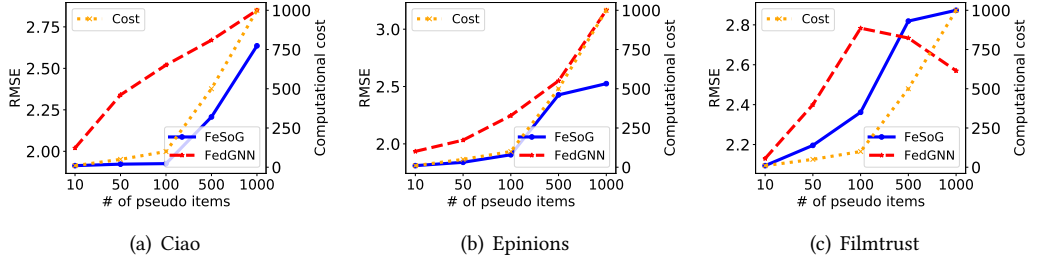 Cost
FeSoG
FedGNN
RMSE
2.75
2.50
2.25
2.00
1000
750
500
250
0
Computational cost
10 50 100 500 1000
# of pseudo items
(a) Ciao
Cost
FeSoG
FedGNN
RMSE
3.0
2.5
2.0
1000
750
500
250
0
Computational cost
10 50 100 500 1000
# of pseudo items
(b) Epinions
Cost
FeSoG
FedGNN
RMSE
2.8
2.6
2.4
2.2
1000
750
500
250
0
Computational cost
10 50 100 500 1000
# of pseudo items
(c) Filmtrust